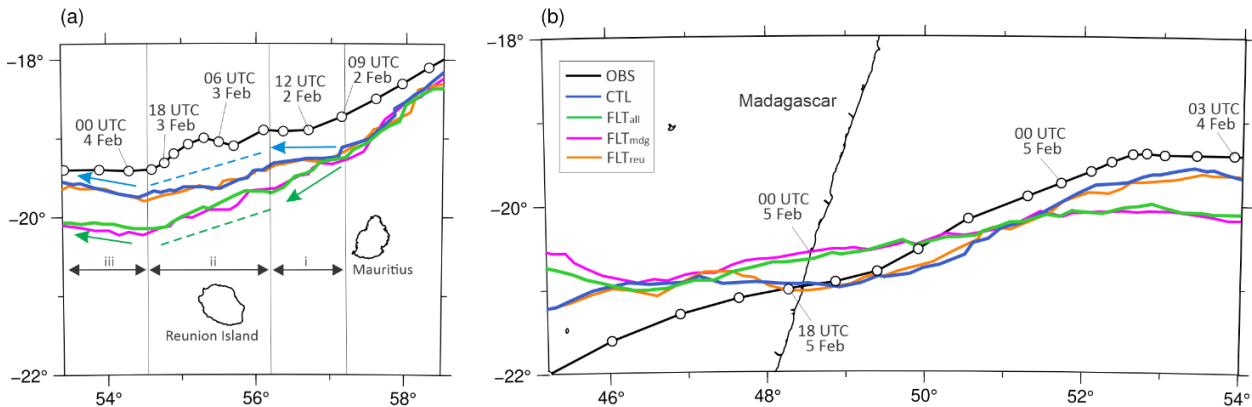 (a)
−18°
−20°
−22°
54°
55°
56°
57°
58°
00 UTC
4 Feb
18 UTC
3 Feb
06 UTC
3 Feb
12 UTC
2 Feb
09 UTC
2 Feb
iii
ii
i
Mauritius
Reunion Island
(b)
−18°
−20°
−22°
46°
48°
50°
52°
54°
OBS
CTL
FLTall
FLTmdg
FLTreu
Madagascar
00 UTC
5 Feb
18 UTC
5 Feb
00 UTC
5 Feb
03 UTC
4 Feb